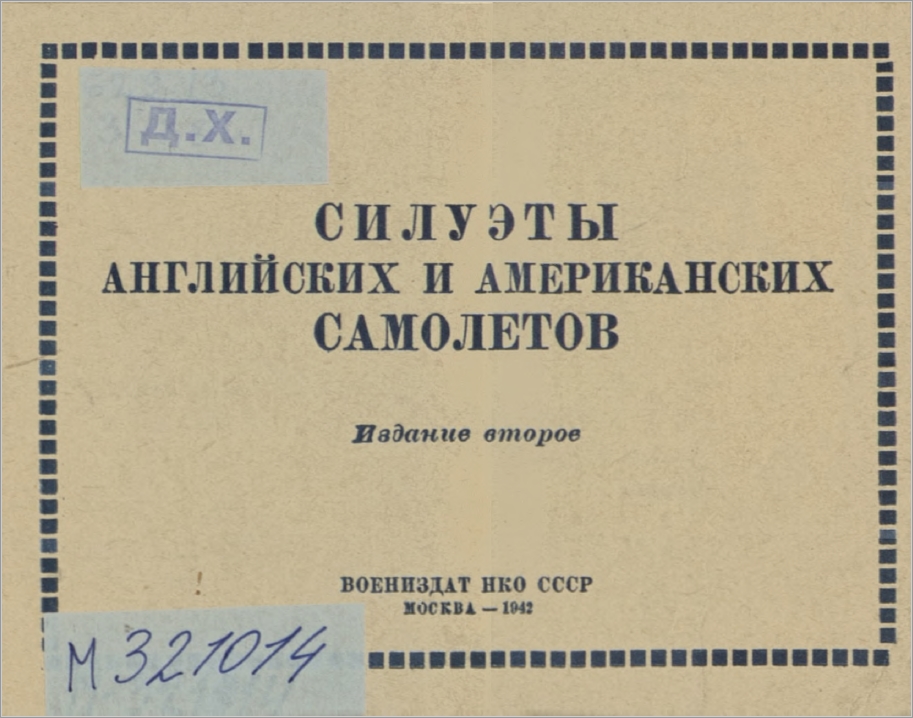 Д.Х.
СИЛУЭТЫ
АНГЛИЙСКИХ И АМЕРИКАНСКИХ
САМОЛЕТОВ
Издание второе
ВОЕНИЗДАТ НКО СССР
МОСКВА — 1942
М 321014